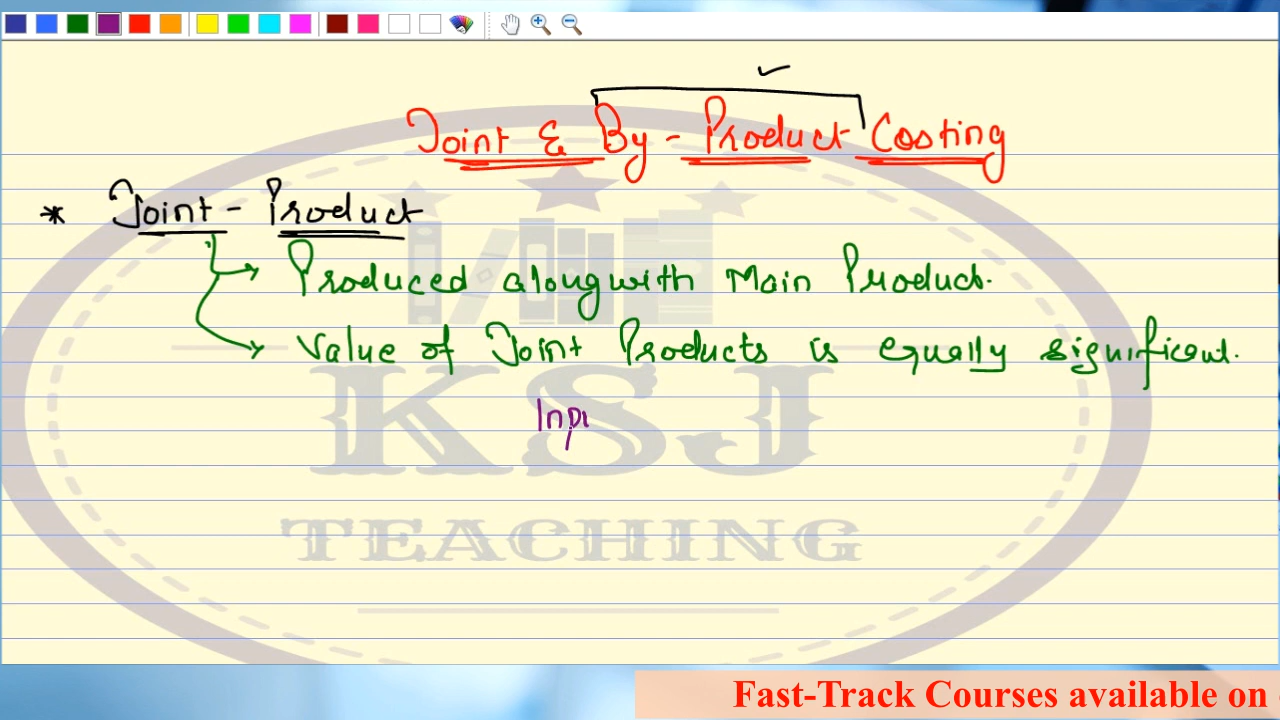 Joint & By-Product Costing
* Joint-Product
Produced alongwith Main Product.
Value of Joint Products is equally significant.
Inpu
KSJ
TEACHING
Fast-Track Courses available on